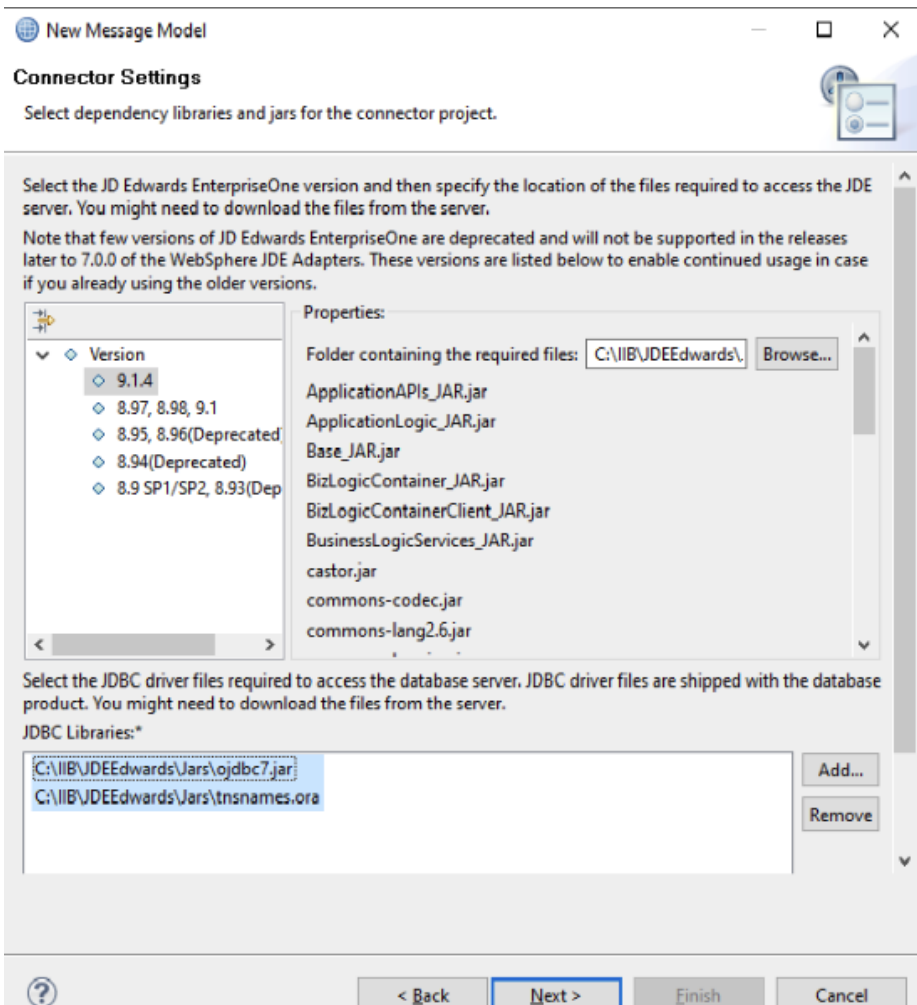 New Message Model
Connector Settings
Select dependency libraries and jars for the connector project.
Select the JD Edwards EnterpriseOne version and then specify the location of the files required to access the JDE
server. You might need to download the files from the server.
Note that few versions of JD Edwards EnterpriseOne are deprecated and will not be supported in the releases
later to 7.0.0 of the WebSphere JDE Adapters. These versions are listed below to enable continued usage in case
if you already using the older versions.
Version
9.1.4
8.97, 8.98, 9.1
8.95, 8.96(Deprecated)
8.94(Deprecated)
8.9 SP1/SP2, 8.93(Dep
Properties:
Folder containing the required files: C:\IIB\JDEEdwards\. Browse...
ApplicationAPIs_JAR.jar
ApplicationLogic_JAR.jar
Base_JAR.jar
BizLogicContainer_JAR.jar
BizLogicContainerClient_JAR.jar
BusinessLogicServices_JAR.jar
castor.jar
commons-codec.jar
commons-lang2.6.jar
Select the JDBC driver files required to access the database server. JDBC driver files are shipped with the database
product. You might need to download the files from the server.
JDBC Libraries:*
C:\IIB\JDEEdwards\Jars\ojdbc7.jar
C:\IIB\JDEEdwards\Jars\tnsnames.ora
Add...
Remove
< Back Next > Finish Cancel